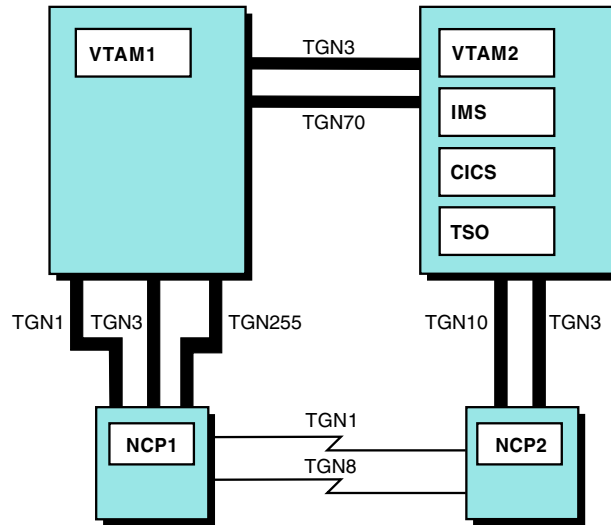 VTAM1
TGN3
TGN70
VTAM2
IMS
CICS
TSO
TGN1
TGN3
TGN255
TGN10
TGN3
NCP1
TGN1
TGN8
NCP2